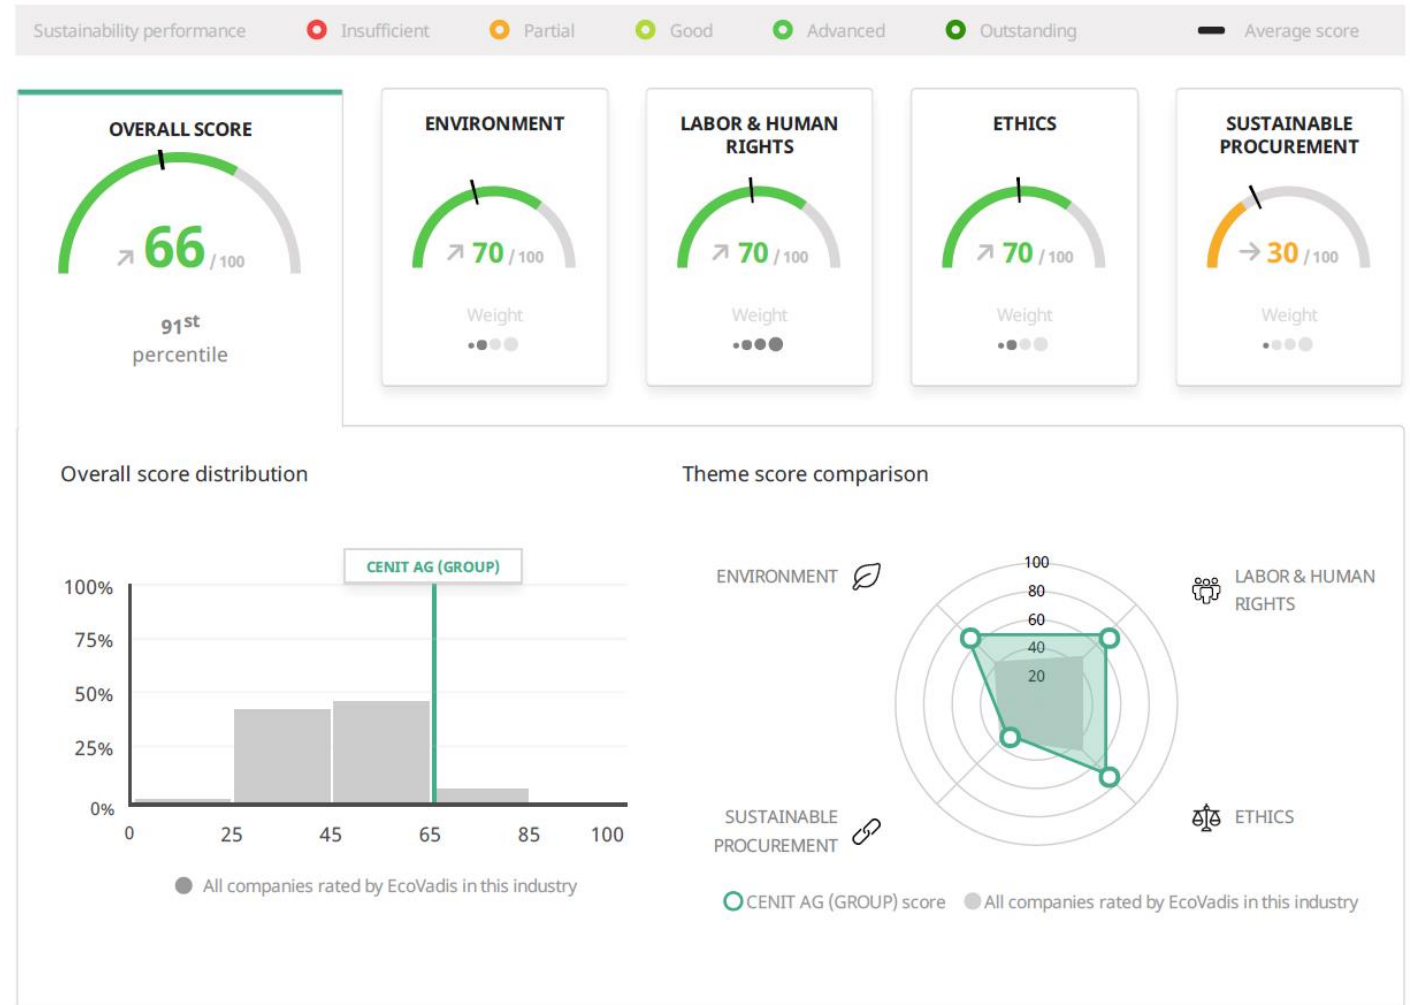 Sustainability performance Insufficient Partial Good Advanced Outstanding Average score
OVERALL SCORE
66 / 100
91st
percentile
ENVIRONMENT
70 / 100
Weight
LABOR & HUMAN
RIGHTS
70 / 100
Weight
ETHICS
70 / 100
Weight
SUSTAINABLE
PROCUREMENT
30 / 100
Weight
Overall score distribution
CENIT AG (GROUP)
100%
75%
50%
25%
0%
0 25 45 65 85 100
All companies rated by EcoVadis in this industry
Theme score comparison
ENVIRONMENT
LABOR & HUMAN
RIGHTS
100
80
60
40
20
SUSTAINABLE
PROCUREMENT
ETHICS
CENIT AG (GROUP) score All companies rated by EcoVadis in this industry